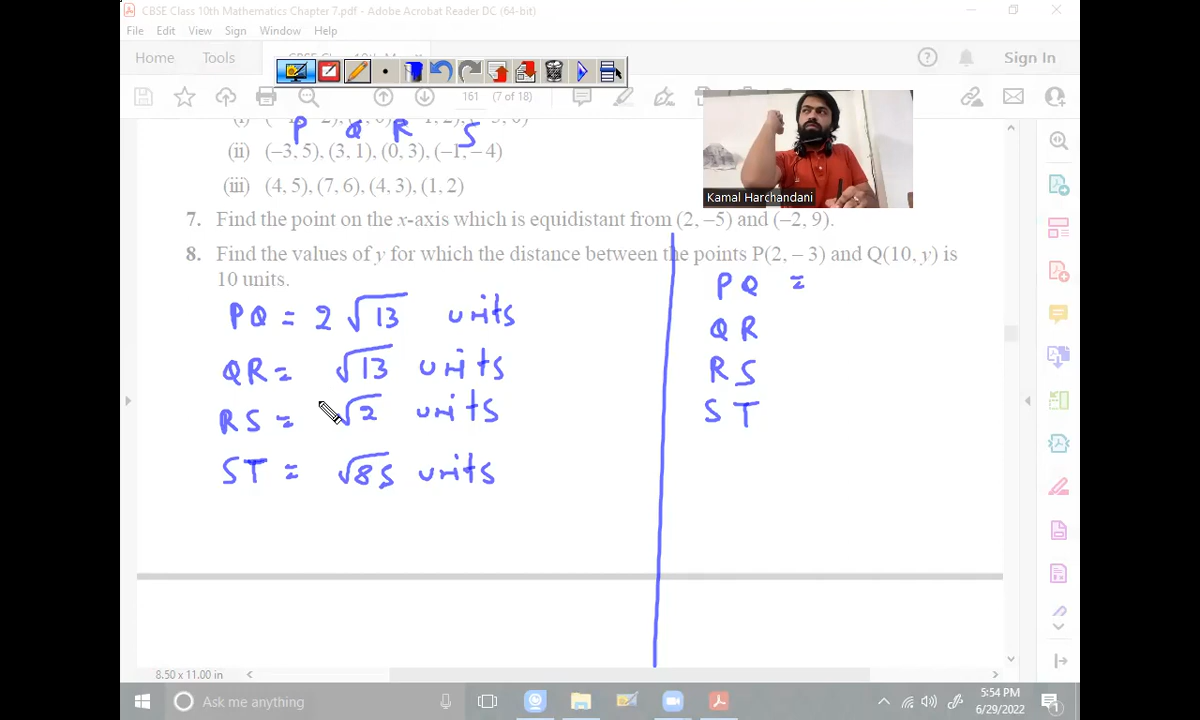 CBSE Class 10th Mathematics Chapter 7.pdf - Adobe Acrobat Reader DC (64-bit)
File Edit View Sign Window Help
Home Tools Sign In
161 (7 of 18)
P Q R S
(ii) (−3, 5), (3, 1), (0, 3), (−1, − 4)
(iii) (4, 5), (7, 6), (4, 3), (1, 2)
Kamal Harchandani
7. Find the point on the x-axis which is equidistant from (2, −5) and (−2, 9).
8. Find the values of y for which the distance between the points P(2, − 3) and Q(10, y) is
10 units.
PQ = 2 √13 units
QR = √13 units
RS = √2 units
ST = √85 units
PQ =
QR
RS
ST
8.50 x 11.00 in
Ask me anything
5:54 PM
6/29/2022